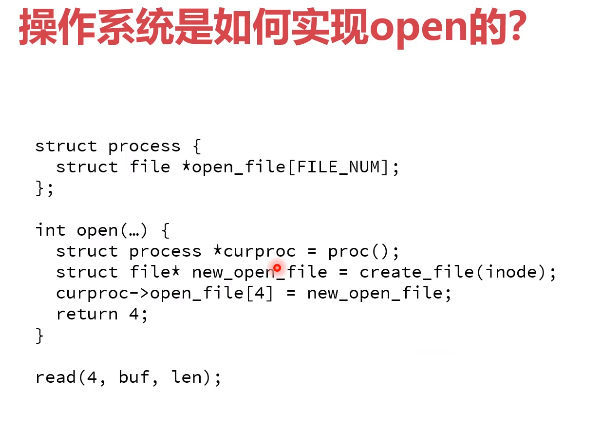 操作系统是如何实现open的?
struct process {
  struct file *open_file[FILE_NUM];
};
int open(…) {
  struct process *curproc = proc();
  struct file* new_open_file = create_file(inode);
  curproc->open_file[4] = new_open_file;
  return 4;
}
read(4, buf, len);